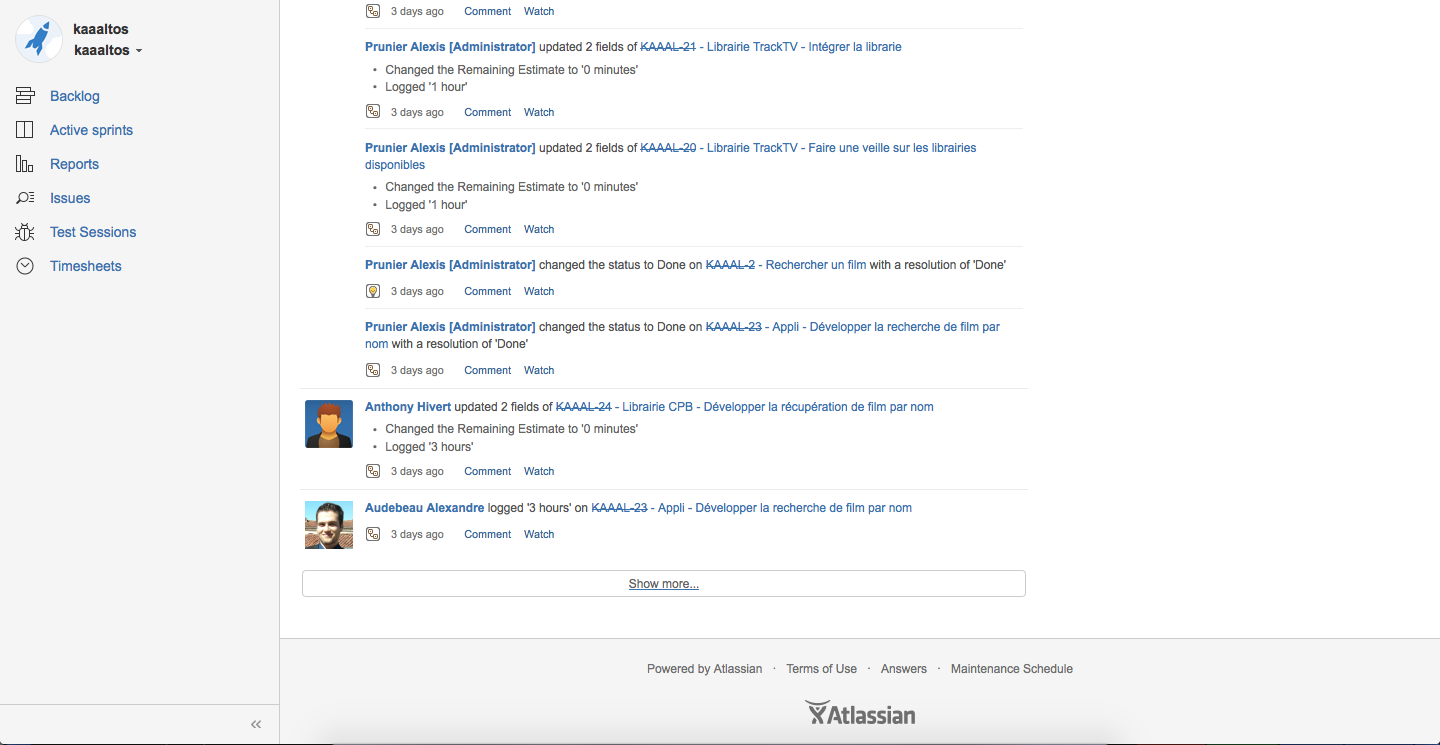 kaaaltos
kaaaltos
Backlog
Active sprints
Reports
Issues
Test Sessions
Timesheets
3 days ago Comment Watch
Prunier Alexis [Administrator] updated 2 fields of KAAAL-21 - Librairie TrackTV - Intégrer la librarie
• Changed the Remaining Estimate to '0 minutes'
• Logged '1 hour'
3 days ago Comment Watch
Prunier Alexis [Administrator] updated 2 fields of KAAAL-20 - Librairie TrackTV - Faire une veille sur les librairies
disponibles
• Changed the Remaining Estimate to '0 minutes'
• Logged '1 hour'
3 days ago Comment Watch
Prunier Alexis [Administrator] changed the status to Done on KAAAL-2 - Rechercher un film with a resolution of 'Done'
3 days ago Comment Watch
Prunier Alexis [Administrator] changed the status to Done on KAAAL-23 - Appli - Développer la recherche de film par
nom with a resolution of 'Done'
3 days ago Comment Watch
Anthony Hivert updated 2 fields of KAAAL-24 - Librairie CPB - Développer la récupération de film par nom
• Changed the Remaining Estimate to '0 minutes'
• Logged '3 hours'
3 days ago Comment Watch
Audebeau Alexandre logged '3 hours' on KAAAL-23 - Appli - Développer la recherche de film par nom
3 days ago Comment Watch
Show more...
Powered by Atlassian · Terms of Use · Answers · Maintenance Schedule
Atlassian